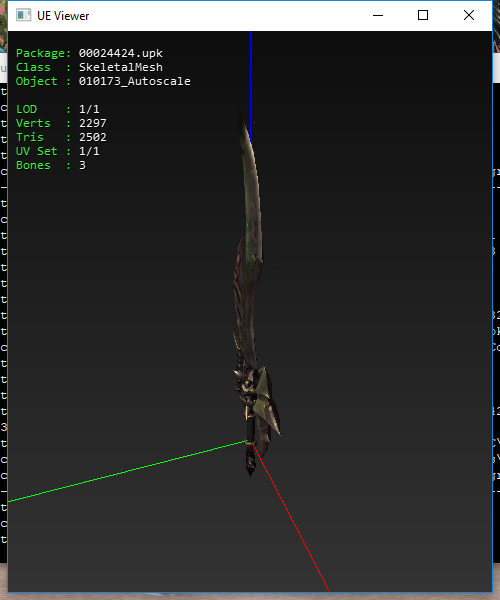 UE Viewer
Package: 00024424.upk
Class : SkeletalMesh
Object : 010173_Autoscale
LOD : 1/1
Verts : 2297
Tris : 2502
UV Set : 1/1
Bones : 3